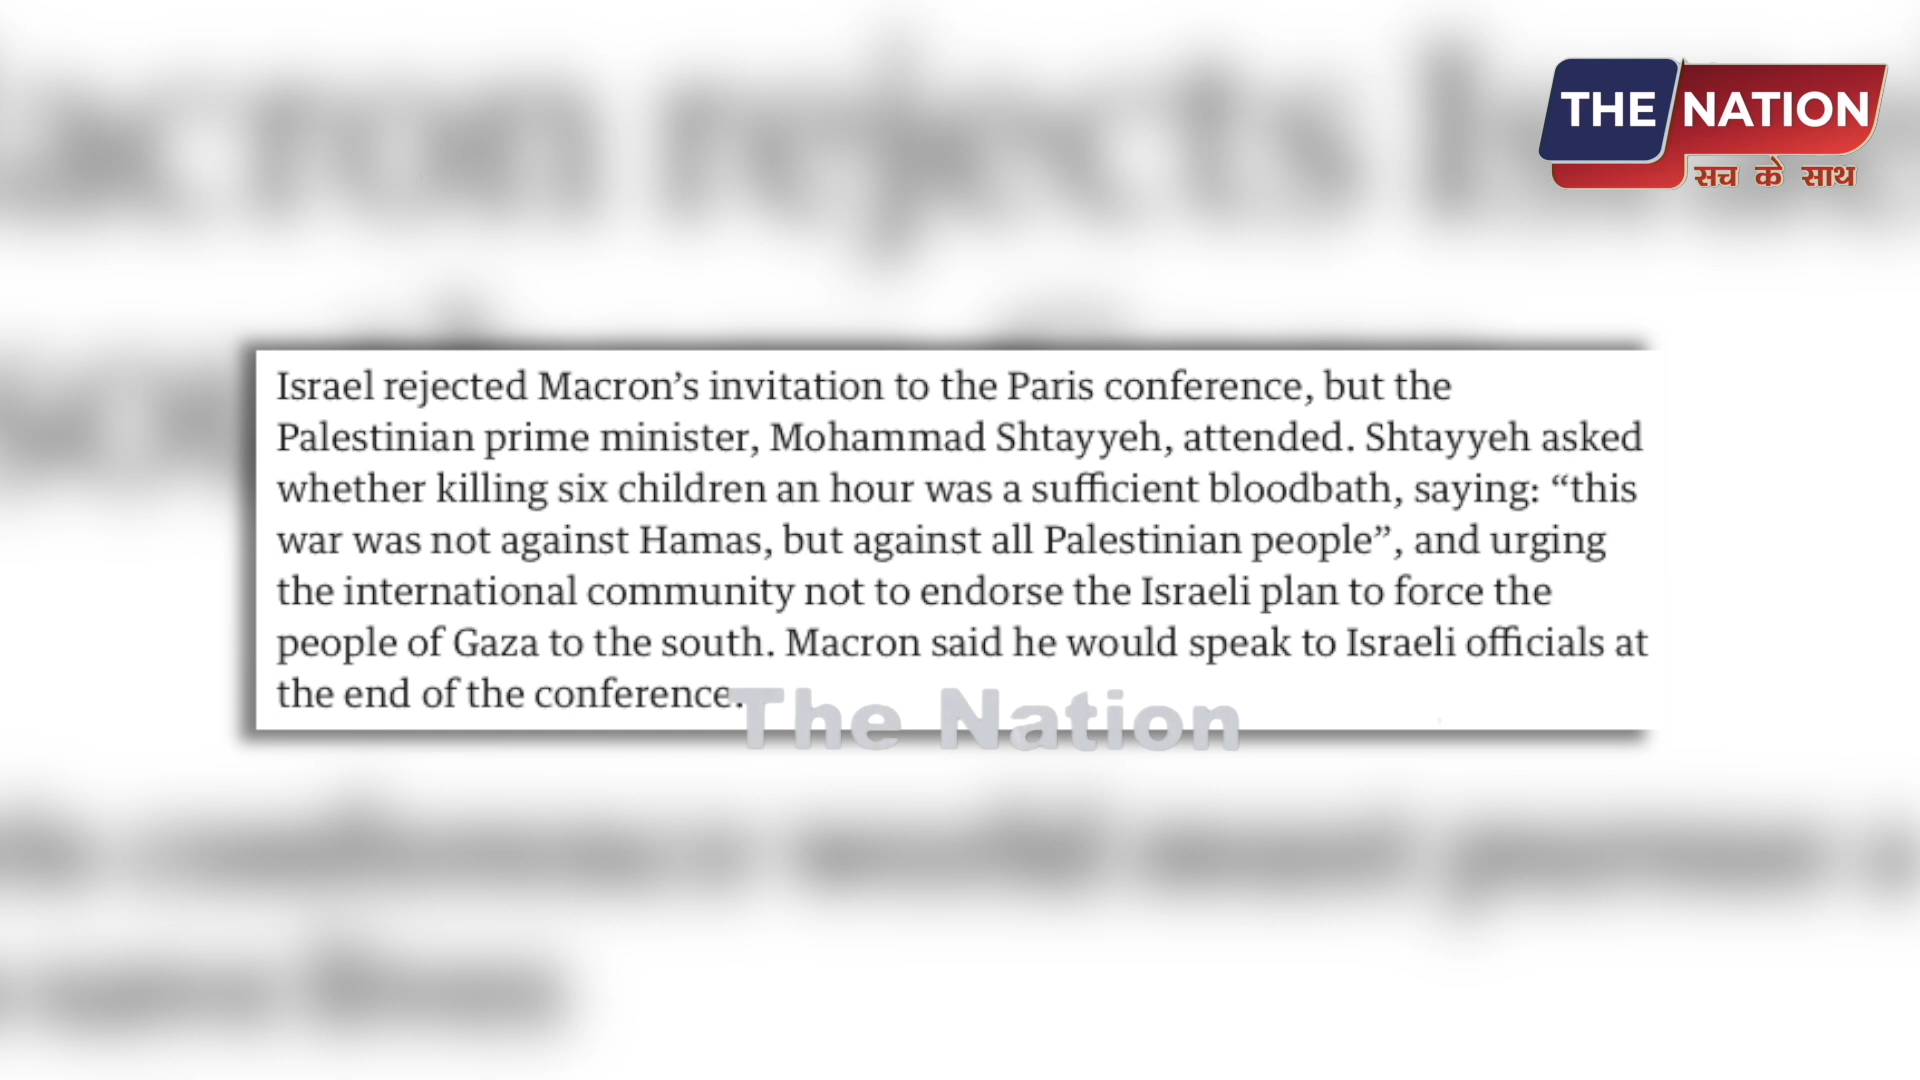 THE NATION
सच के साथ
Israel rejected Macron’s invitation to the Paris conference, but the
Palestinian prime minister, Mohammad Shtayyeh, attended. Shtayyeh asked
whether killing six children an hour was a sufficient bloodbath, saying: “this
war was not against Hamas, but against all Palestinian people”, and urging
the international community not to endorse the Israeli plan to force the
people of Gaza to the south. Macron said he would speak to Israeli officials at
the end of the conference.
The Nation